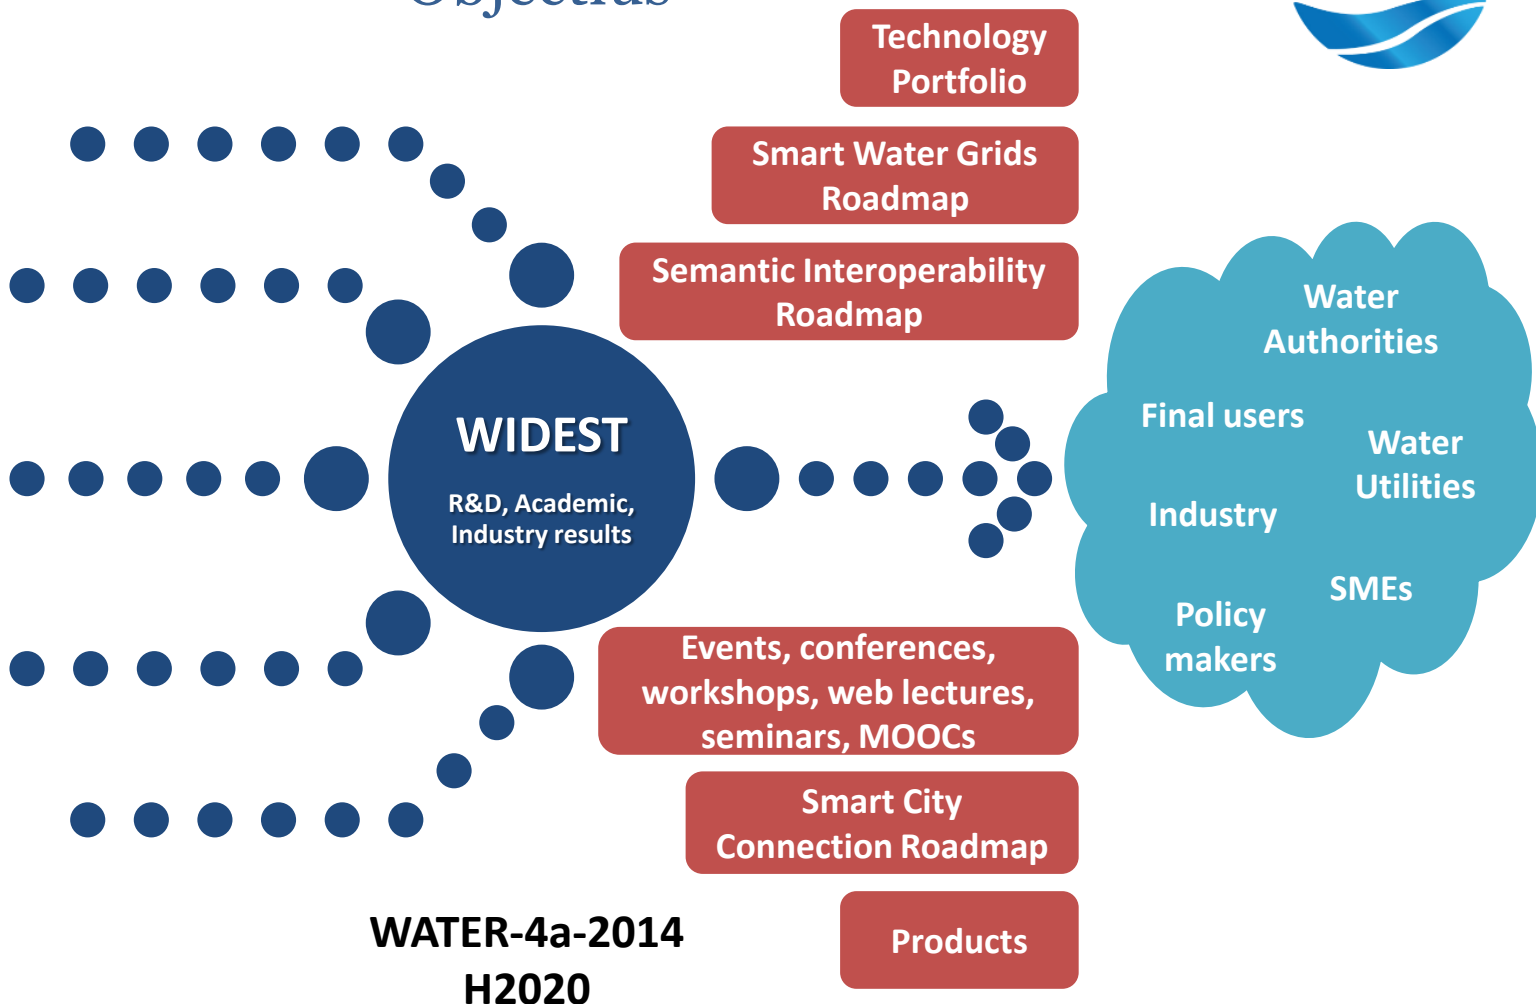 Objectius
Technology
Portfolio
Smart Water Grids
Roadmap
Semantic Interoperability
Roadmap
WIDEST
R&D, Academic,
Industry results
Water
Authorities
Final users
Water
Utilities
Industry
SMEs
Policy
makers
Events, conferences,
workshops, web lectures,
seminars, MOOCs
Smart City
Connection Roadmap
Products
WATER-4a-2014
H2020